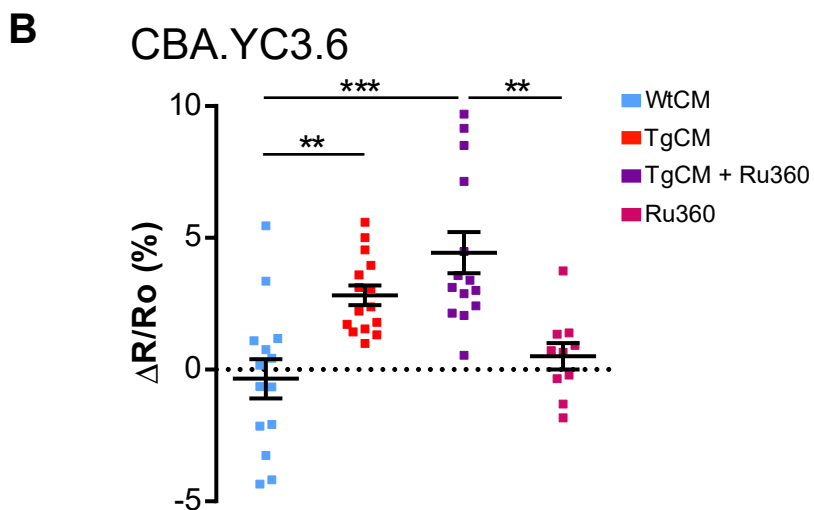 B
CBA.YC3.6
***
**
**
10
5
0
-5
ΔR/Ro (%)
WtCM
TgCM
TgCM + Ru360
Ru360